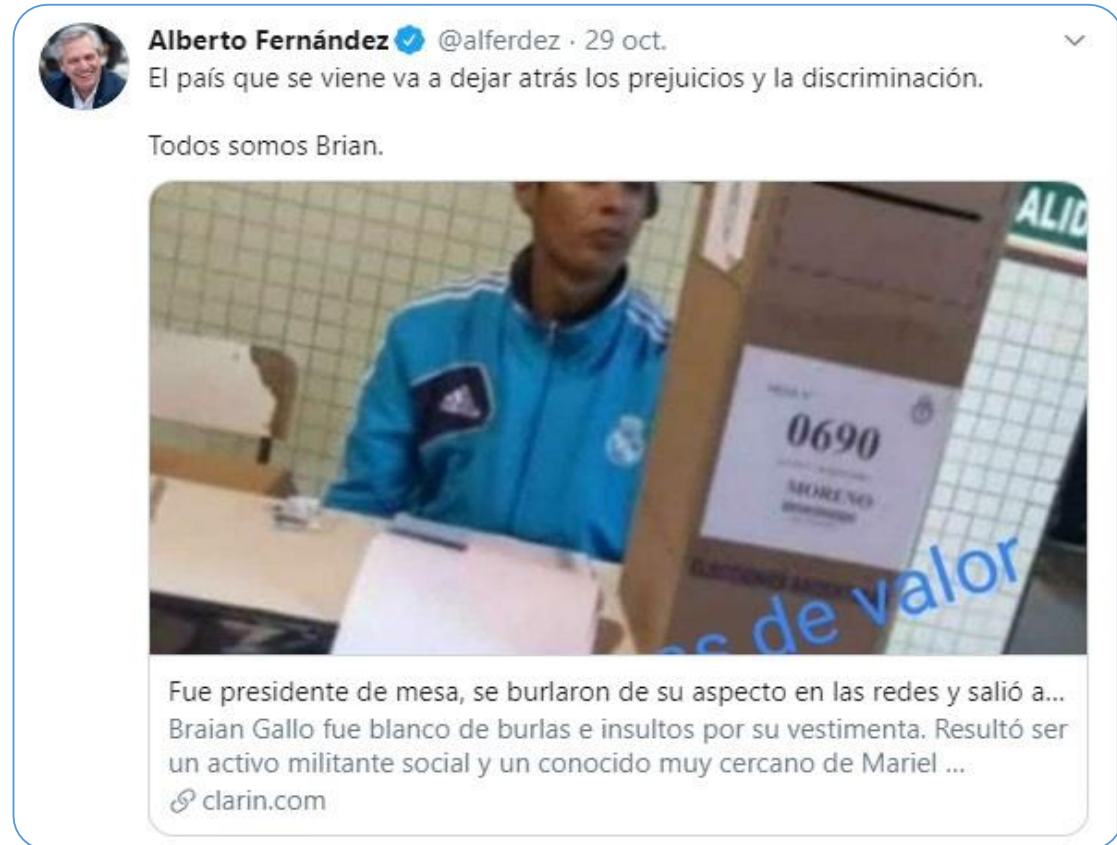 Alberto Fernández @alferdez · 29 oct.
El país que se viene va a dejar atrás los prejuicios y la discriminación.
Todos somos Brian.
ALID
0690
MORENO
de valor
Fue presidente de mesa, se burlaron de su aspecto en las redes y salió a...
Braian Gallo fue blanco de burlas e insultos por su vestimenta. Resultó ser
un activo militante social y un conocido muy cercano de Mariel ...
clarin.com